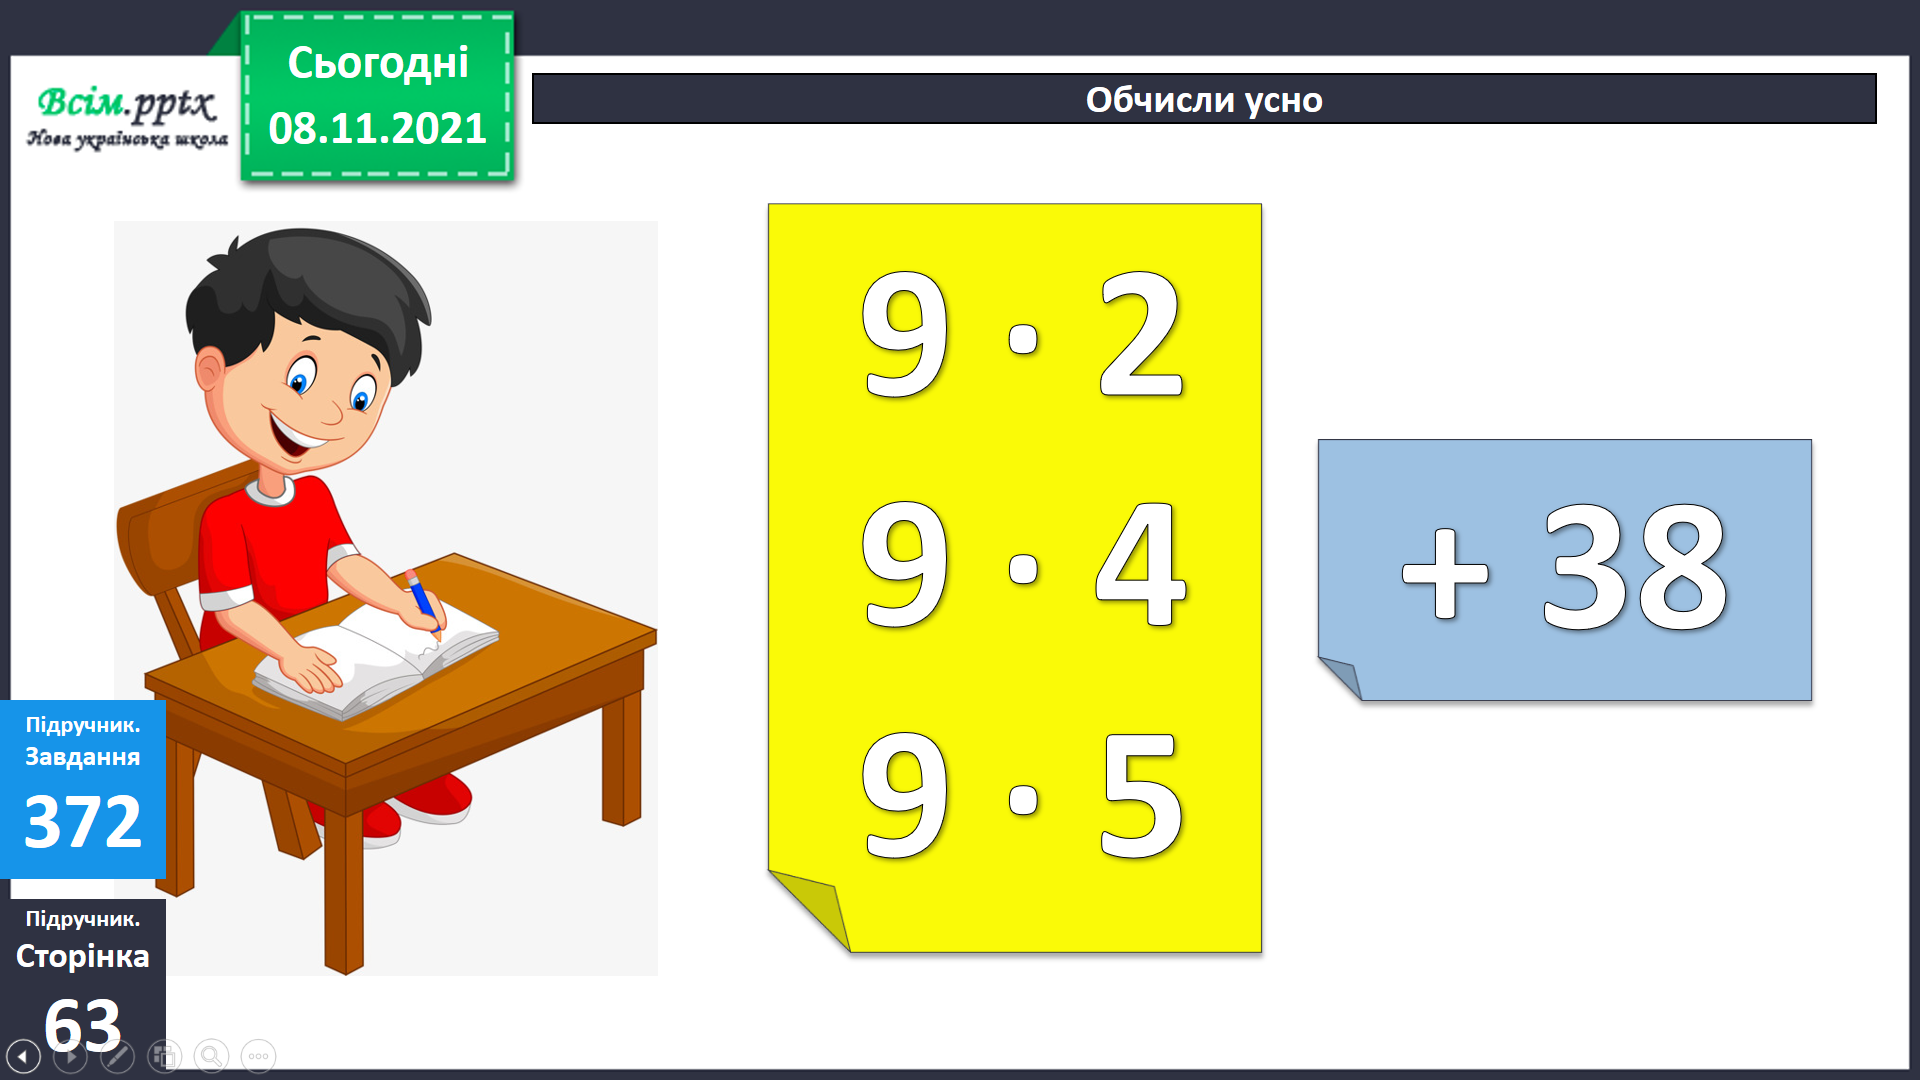 Сьогодні
08.11.2021
Всім.pptx
Нова українська школа
Обчисли усно
9 · 2
9 · 4
9 · 5
+ 38
Підручник.
Завдання
372
Підручник.
Сторінка
63